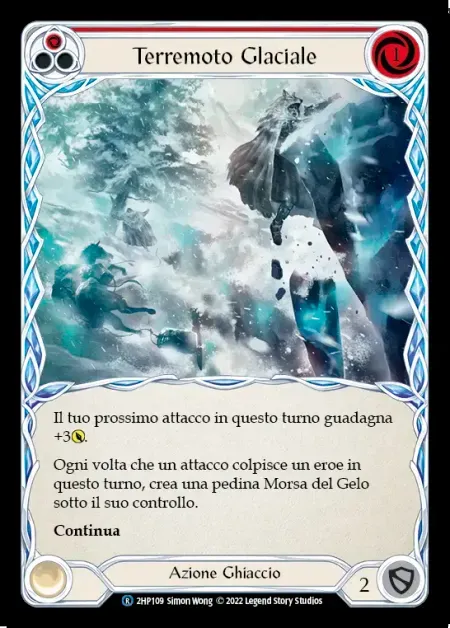 Terremoto Glaciale
1
Il tuo prossimo attacco in questo turno guadagna
+3.
Ogni volta che un attacco colpisce un eroe in
questo turno, crea una pedina Morsa del Gelo
sotto il suo controllo.
Continua
Azione Ghiaccio
2
R 2HP109 Simon Wong © 2022 Legend Story Studios